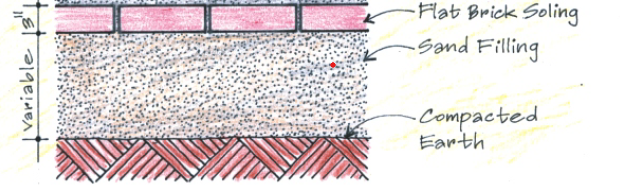 3"
Flat Brick Soling
Sand Filling
Variable
Compacted
Earth